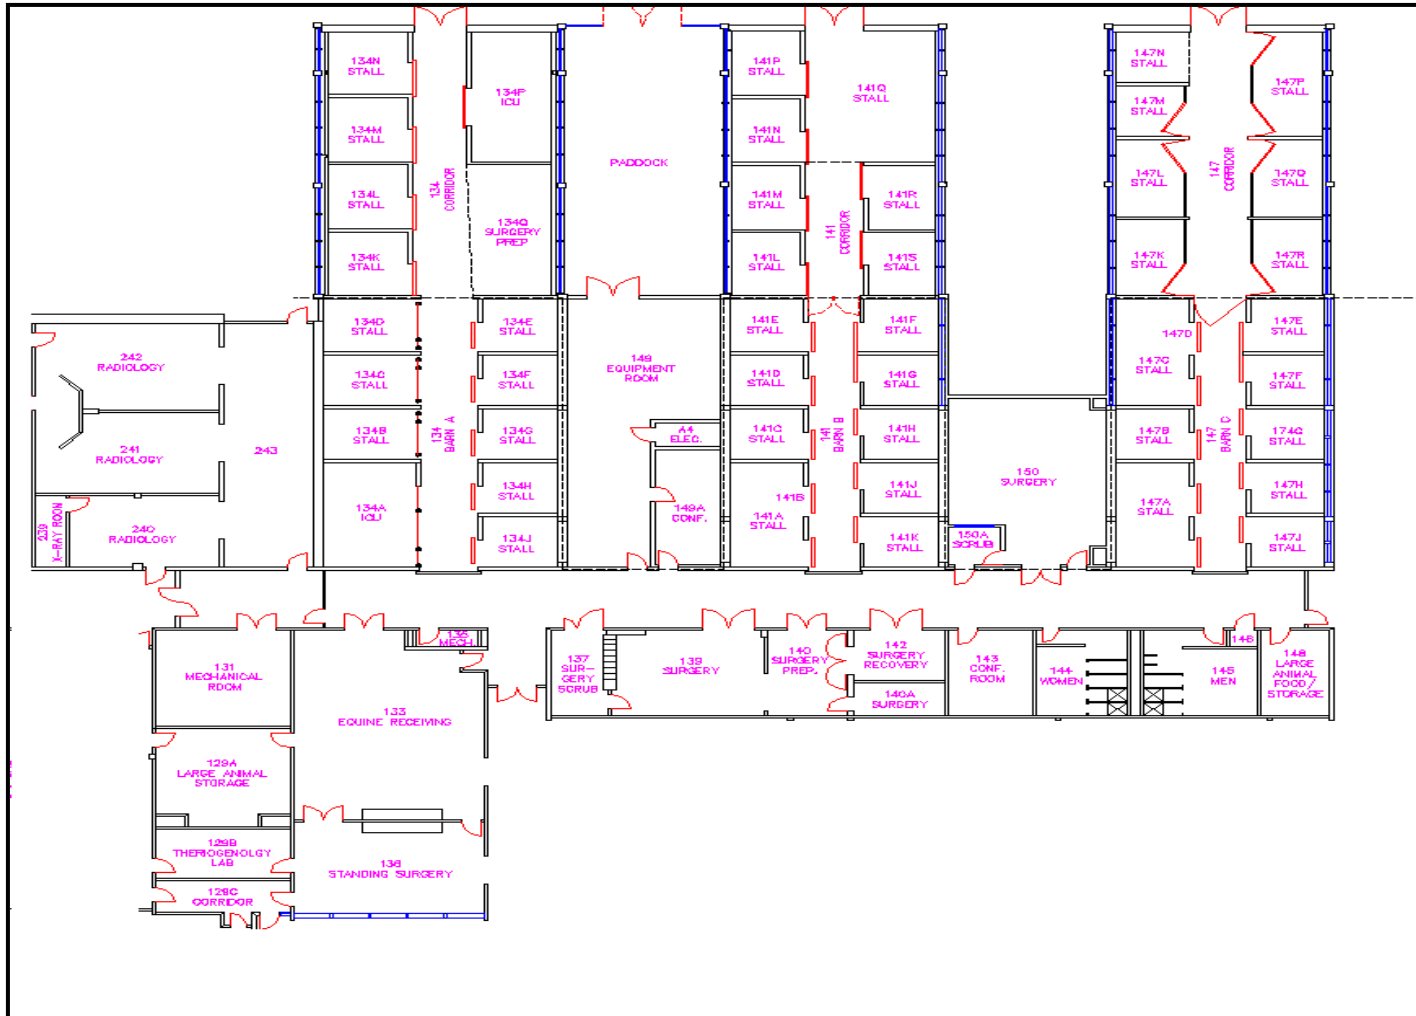 134N
STALL
134P
ICU
134M
STALL
134L
STALL
134
CORRIDOR
134Q
SURGERY
PREP
134K
STALL
PADDOCK
141P
STALL
141Q
STALL
141N
STALL
141M
STALL
141R
STALL
141
CORRIDOR
141L
STALL
141S
STALL
147N
STALL
147P
STALL
147M
STALL
147L
STALL
147
CORRIDOR
147Q
STALL
147K
STALL
147R
STALL
134D
STALL
134E
STALL
134C
STALL
134F
STALL
134B
STALL
134
BARN A
134G
STALL
134A
ICU
134H
STALL
134J
STALL
242
RADIOLOGY
241
RADIOLOGY
243
239
X-RAY ROON
240
RADIOLOGY
149
EQUIPMENT
ROOM
A4
ELEC.
149A
CONF.
141E
STALL
141F
STALL
141D
STALL
141G
STALL
141C
STALL
141
BARN B
141H
STALL
141B
141A
STALL
141J
STALL
141K
STALL
150
SURGERY
150A
SCRUB
147D
147E
STALL
147C
STALL
147F
STALL
147B
STALL
147
BARN C
174G
STALL
147A
STALL
147H
STALL
147J
STALL
131
MECHANICAL
ROOM
135
MECH.
133
EQUINE RECEIVING
129A
LARGE ANIMAL
STORAGE
129B
THERIOGENOLGY
LAB
129C
CORRIDOR
136
STANDING SURGERY
137
SUR-
GERY
SCRUB
139
SURGERY
140
SURGERY
PREP.
142
SURGERY
RECOVERY
140A
SURGERY
143
CONF.
ROOM
144
WOMEN
145
MEN
146
148
LARGE
ANIMAL
FOOD/
STORAGE